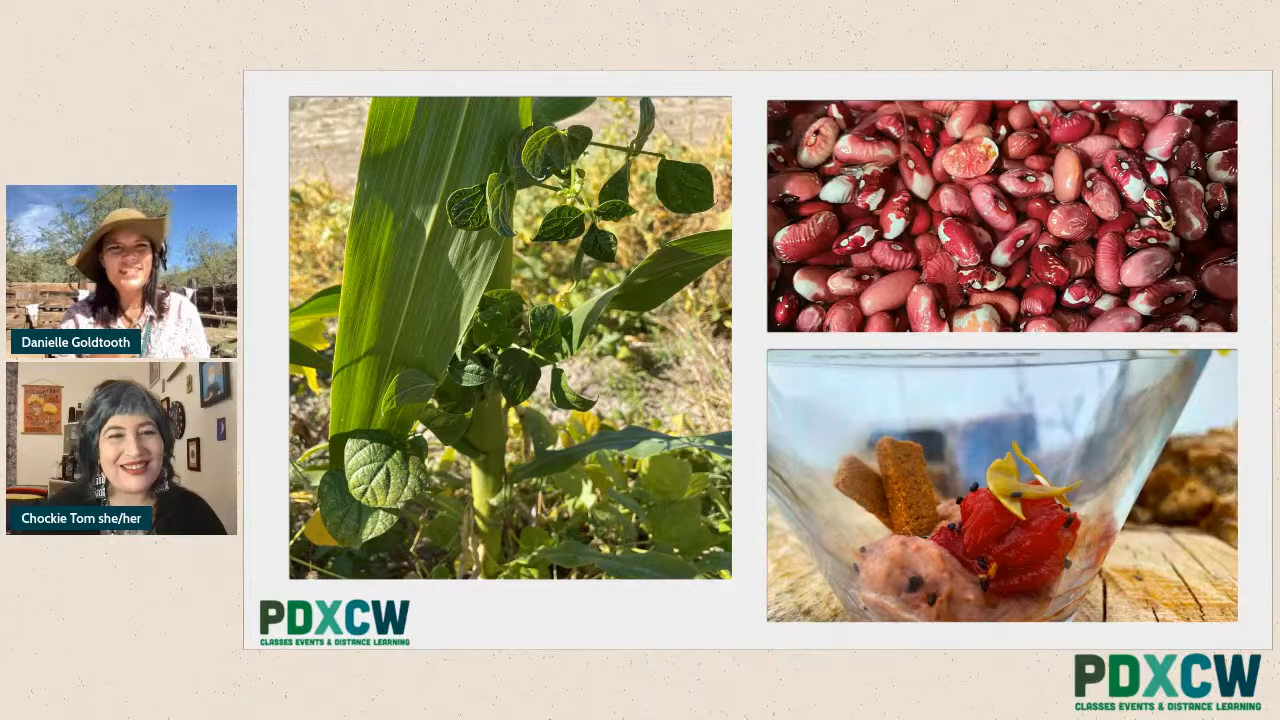 Danielle Goldtooth
Chockie Tom she/her
PDXCW
CLASSES EVENTS & DISTANCE LEARNING
PDXCW
CLASSES EVENTS & DISTANCE LEARNING